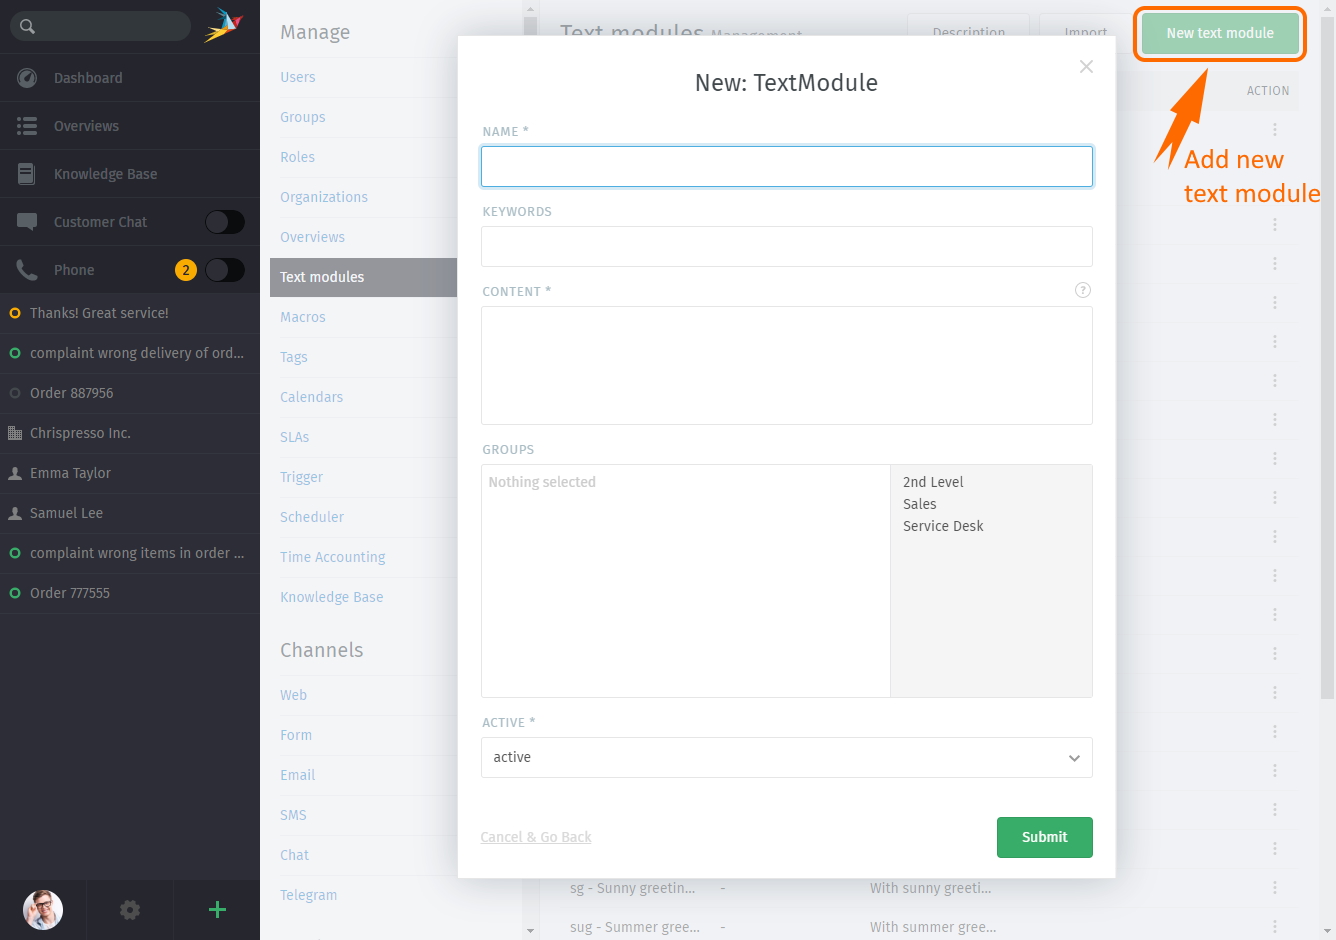 Dashboard
Overviews
Knowledge Base
Customer Chat
Phone 2
Thanks! Great service!
complaint wrong delivery of ord...
Order 887956
Chrispresso Inc.
Emma Taylor
Samuel Lee
complaint wrong items in order ...
Order 777555
Manage
Users
Groups
Roles
Organizations
Overviews
Text modules
Macros
Tags
Calendars
SLAs
Trigger
Scheduler
Time Accounting
Knowledge Base
Channels
Web
Form
Email
SMS
Chat
Telegram
Text modules Management
Description
Import
New text module
ACTION
Add new
text module
New: TextModule
NAME *
KEYWORDS
CONTENT *
?
GROUPS
Nothing selected
2nd Level
Sales
Service Desk
ACTIVE *
active
Cancel & Go Back
Submit
sg - Sunny greetin... - With sunny greeti...
sug - Summer gree... - With summer gree...